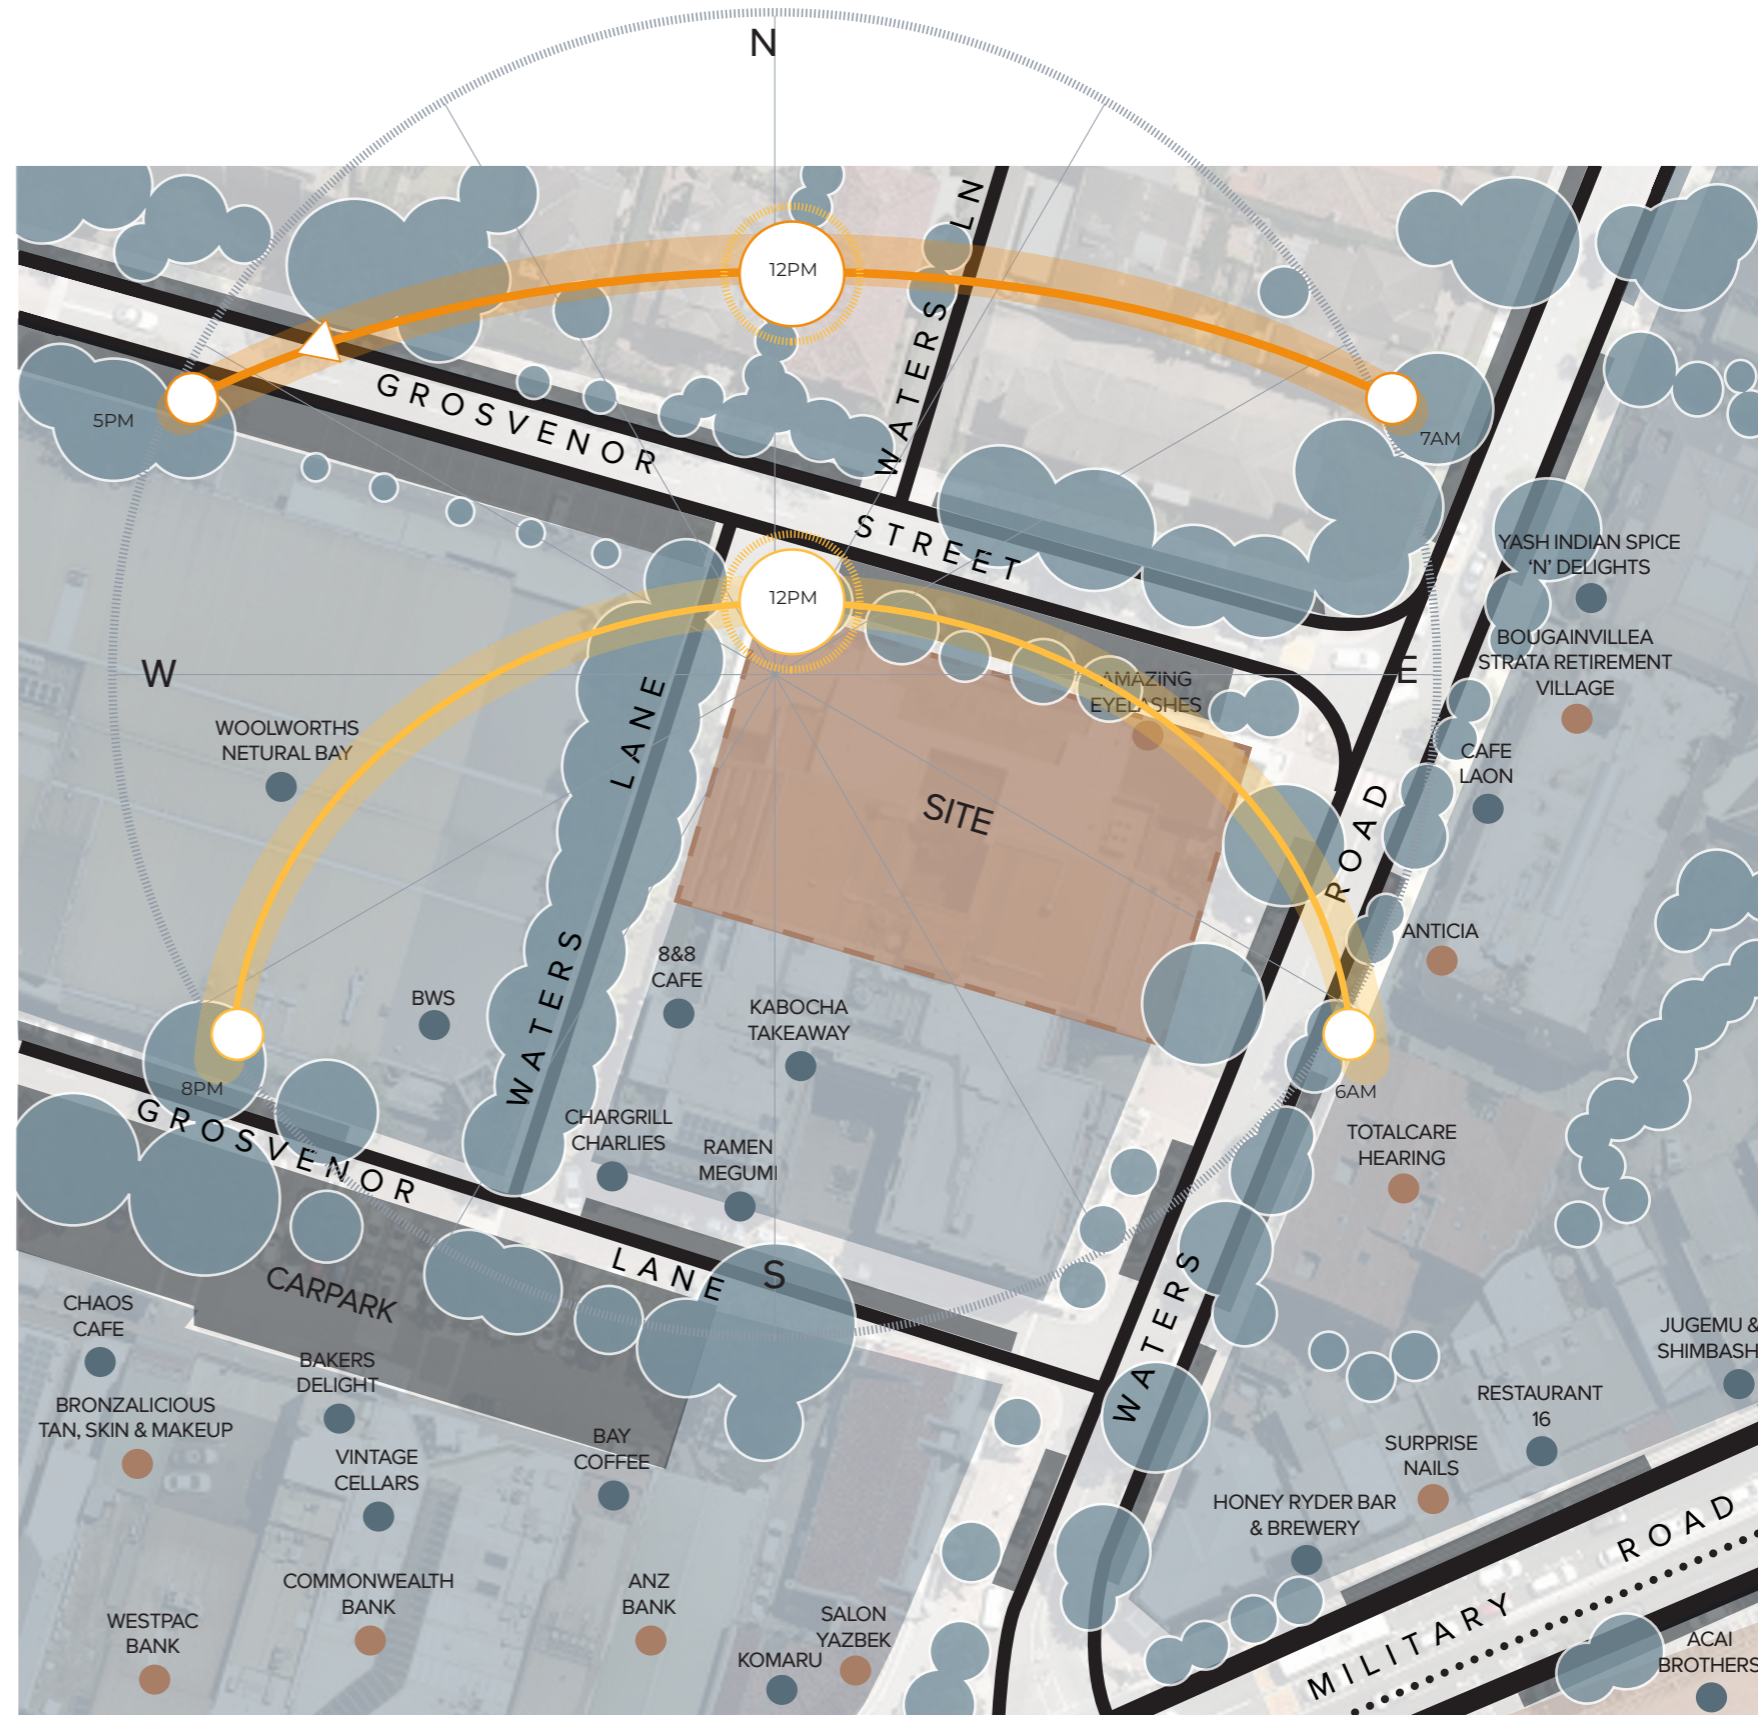 N
WATERS LN
12PM
5PM
7AM
GROSVENOR
STREET
12PM
YASH INDIAN SPICE
‘N’ DELIGHTS
BOUGAINVILLEA
STRATA RETIREMENT
VILLAGE
W
E
AMAZING
EYELASHES
WOOLWORTHS
NETURAL BAY
LANE
WATERS
CAFE
LAON
SITE
ROAD
WATERS
ANTICIA
8&8
CAFE
BWS
KABOCHA
TAKEAWAY
8PM
6AM
GROSVENOR
LANE
CHARGRILL
CHARLIES
RAMEN
MEGUMI
TOTALCARE
HEARING
S
CARPARK
CHAOS
CAFE
BAKERS
DELIGHT
JUGEMU &
SHIMBASH
BRONZALICIOUS
TAN, SKIN & MAKEUP
RESTAURANT
16
VINTAGE
CELLARS
BAY
COFFEE
SURPRISE
NAILS
HONEY RYDER BAR
& BREWERY
MILITARY ROAD
COMMONWEALTH
BANK
ANZ
BANK
WESTPAC
BANK
SALON
YAZBEK
KOMARU
ACAI
BROTHERS